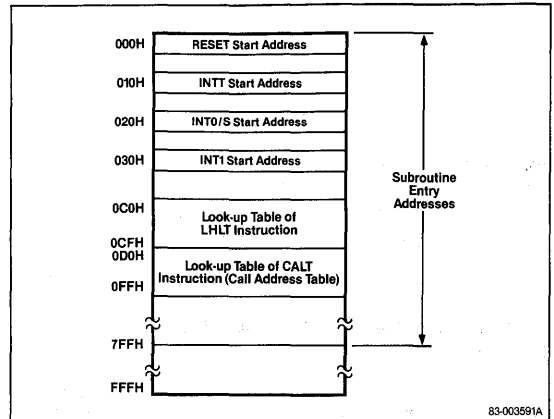 000H RESET Start Address
010H INTT Start Address
020H INT0/S Start Address
030H INT1 Start Address
Subroutine
Entry
Addresses
0C0H
Look-up Table of
LHLT Instruction
0CFH
0D0H
Look-up Table of CALT
Instruction (Call Address Table)
0FFH
7FFH
FFFH
83-003591A